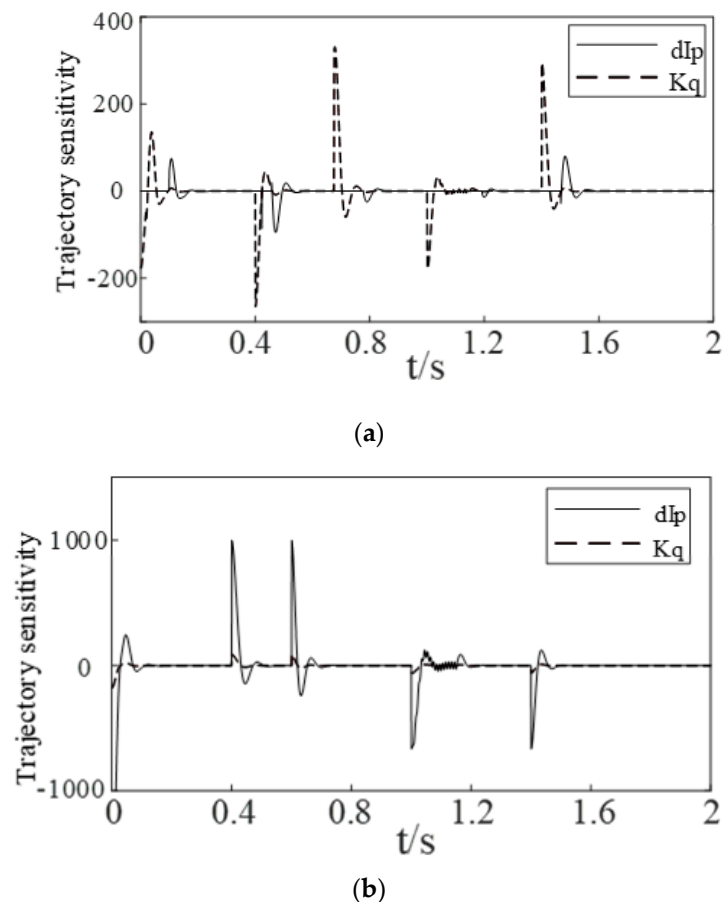 400
200
0
-200
Trajectory sensitivity
dIp
Kq
0 0.4 0.8 1.2 1.6 2
t/s
(a)
1000
0
-1000
Trajectory sensitivity
dIp
Kq
0 0.4 0.8 1.2 1.6 2
t/s
(b)